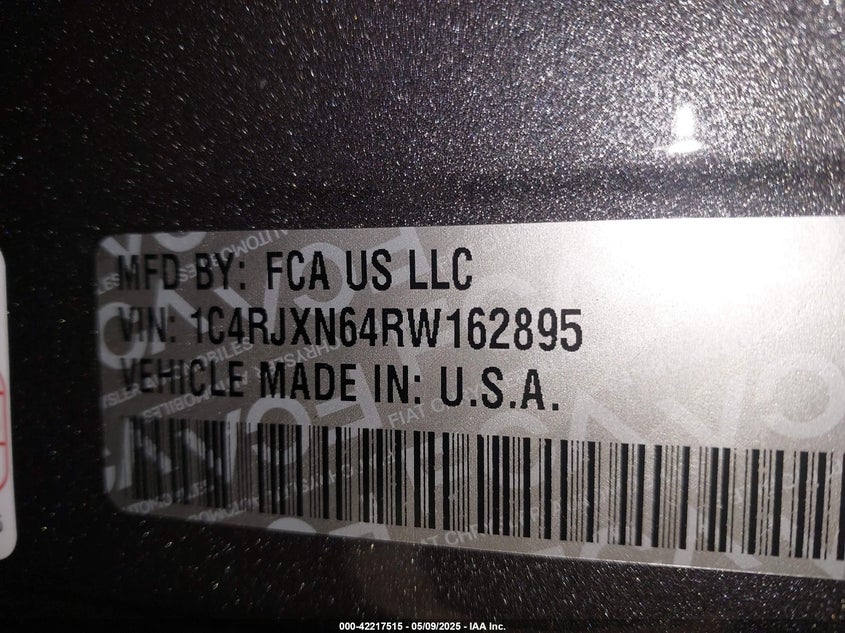 MFD BY: FCA US LLC
VIN: 1C4RJXN64RW162895
VEHICLE MADE IN: U.S.A.
000-42217515 - 05/09/2025 - IAA Inc.